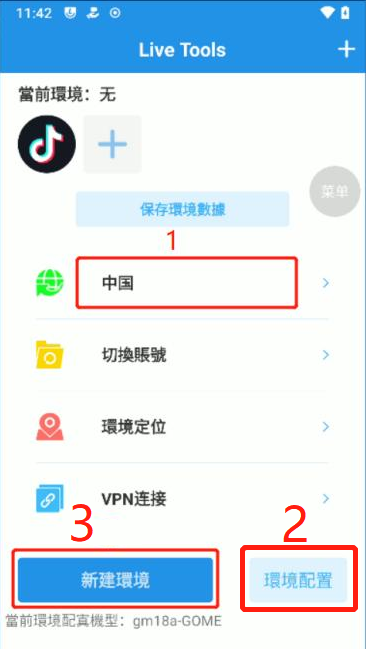 11:42
Live Tools
當前環境：无
菜单
保存環境數據
1
中国
切換賬號
環境定位
VPN连接
3
2
新建環境
環境配置
當前環境配寘機型：gm18a-GOME